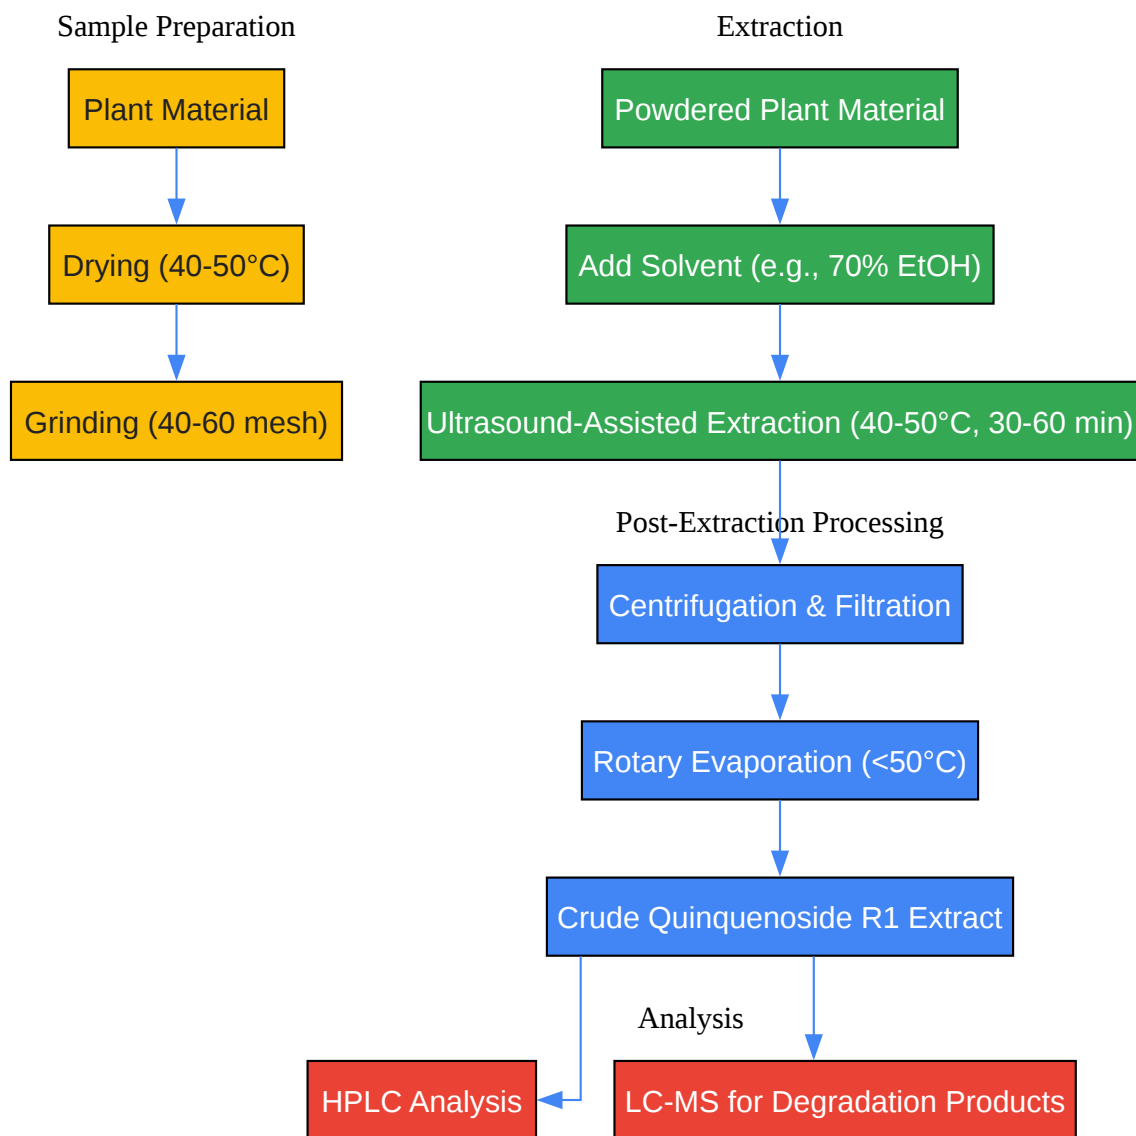 Sample Preparation
Plant Material
Drying (40-50°C)
Grinding (40-60 mesh)
Extraction
Powdered Plant Material
Add Solvent (e.g., 70% EtOH)
Ultrasound-Assisted Extraction (40-50°C, 30-60 min)
Post-Extraction Processing
Centrifugation & Filtration
Rotary Evaporation (<50°C)
Crude Quinquenoside R1 Extract
Analysis
HPLC Analysis
LC-MS for Degradation Products